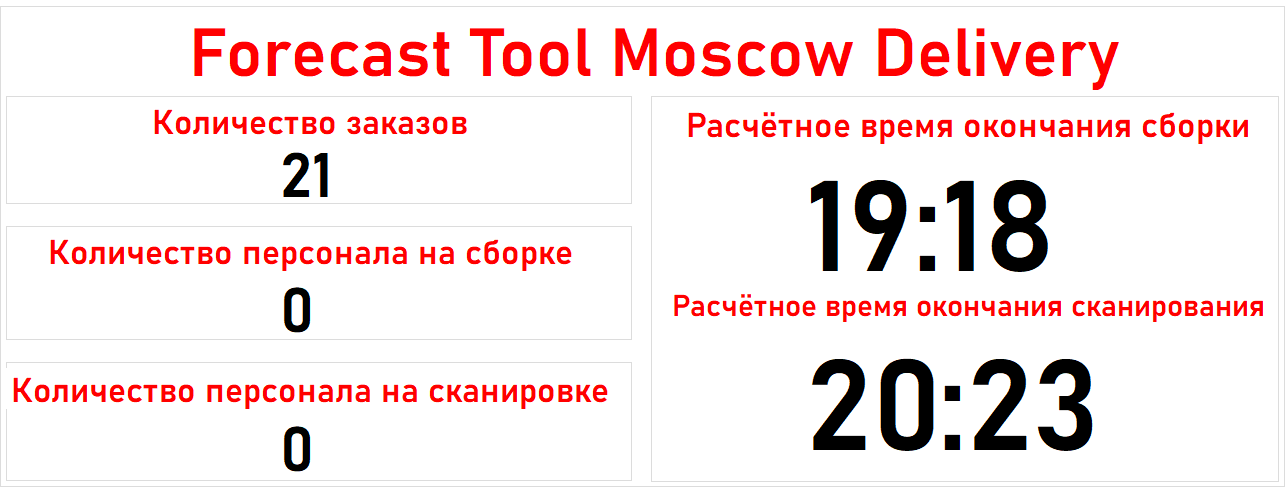 Forecast Tool Moscow Delivery
Количество заказов
21
Количество персонала на сборке
0
Количество персонала на сканировке
0
Расчётное время окончания сборки
19:18
Расчётное время окончания сканирования
20:23